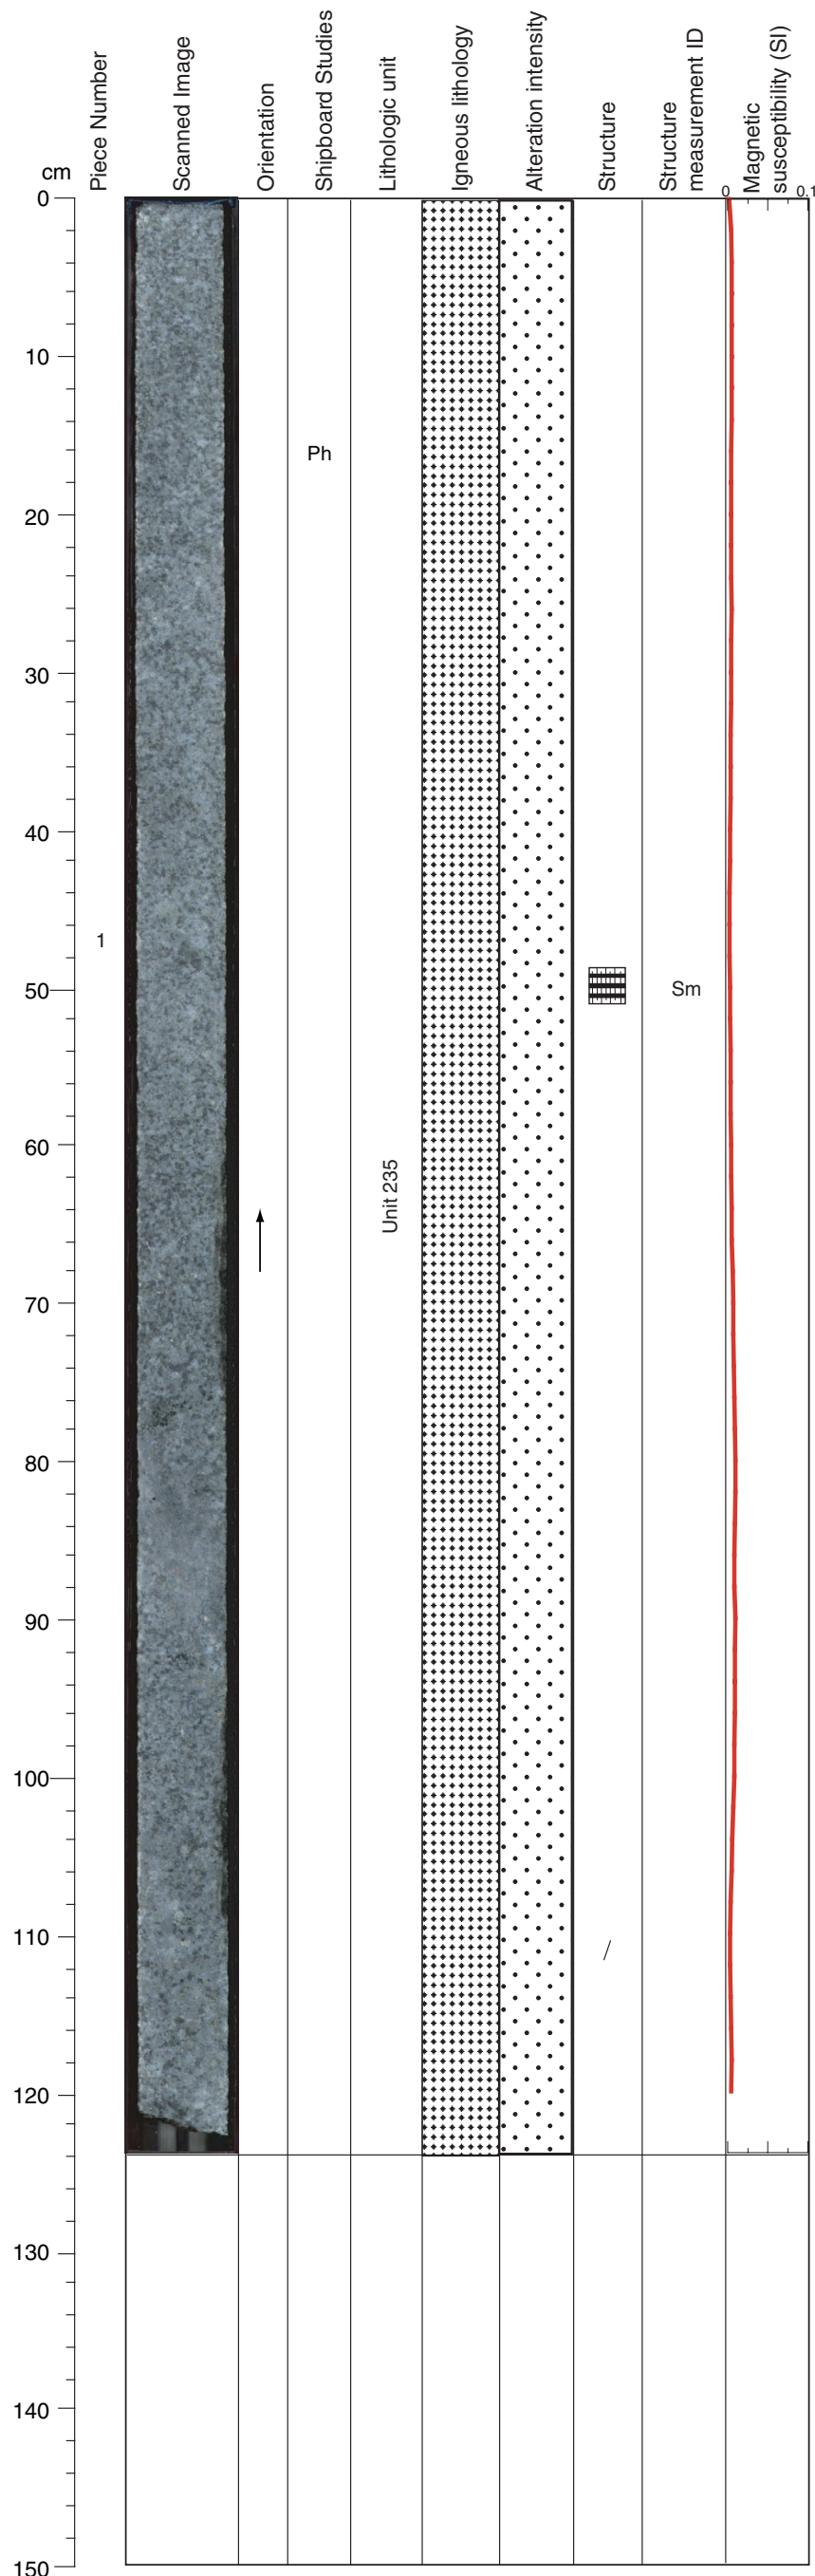 cm
Piece Number
Scanned Image
Orientation
Shipboard Studies
Lithologic unit
Igneous lithology
Alteration intensity
Structure
Structure
measurement ID
Magnetic
susceptibility (SI)
0
0.1
0
10
Ph
20
30
40
1
50
Sm
60
Unit 235
70
80
90
100
110
120
130
140
150